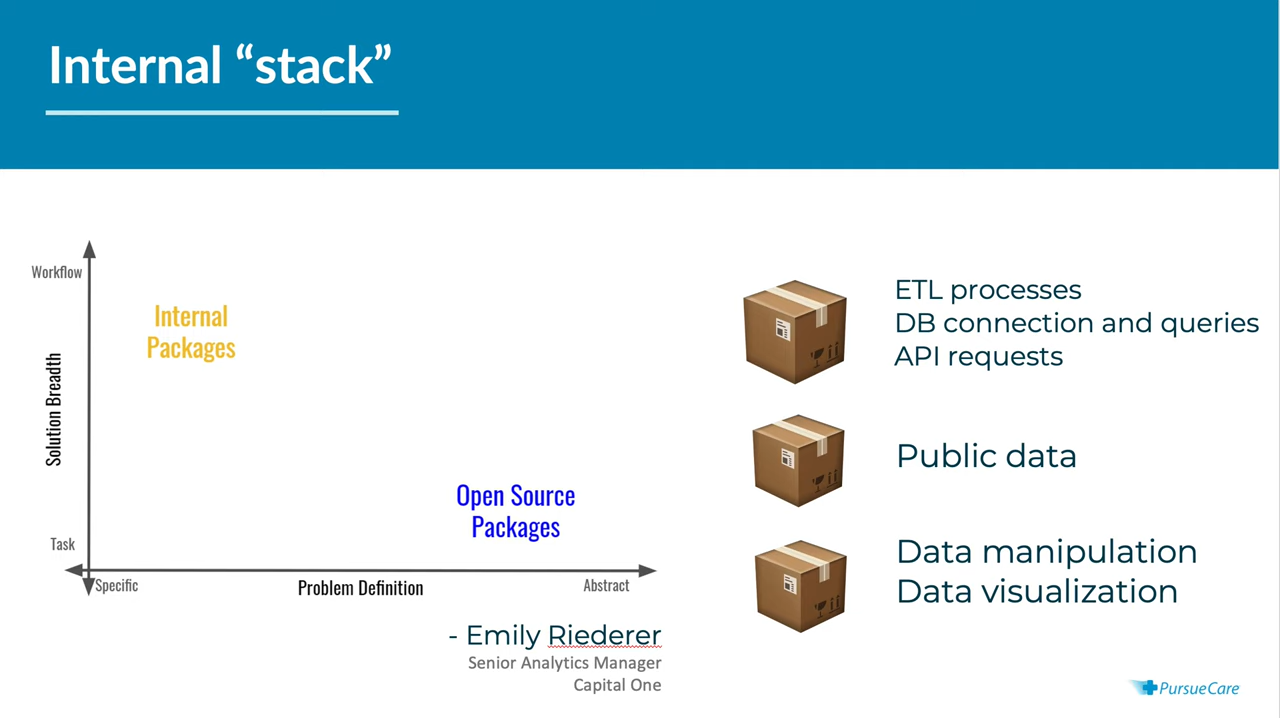 Internal “stack”
Workflow
Internal
Packages
Solution Breadth
Open Source
Packages
Task
Specific
Problem Definition
Abstract
- Emily Riederer
Senior Analytics Manager
Capital One
ETL processes
DB connection and queries
API requests
Public data
Data manipulation
Data visualization
PursueCare